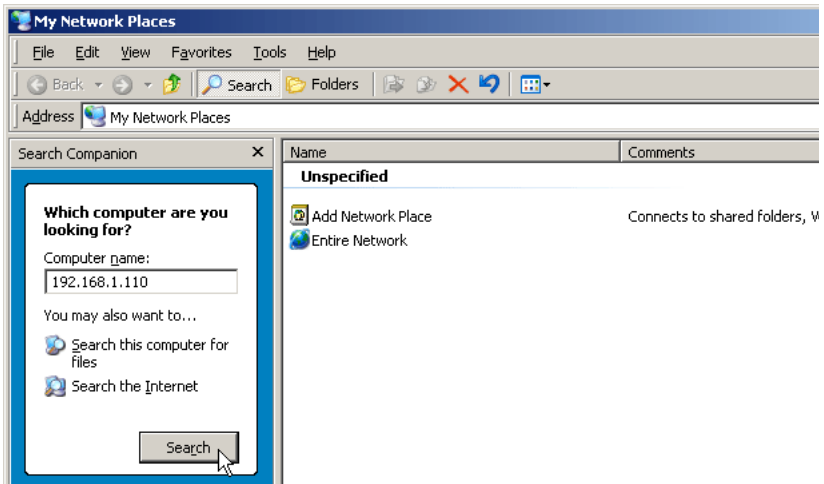 My Network Places
File Edit View Favorites Tools Help
Back Search Folders
Address My Network Places
Search Companion
Name Comments
Unspecified
Which computer are you
looking for?
Computer name:
192.168.1.110
You may also want to...
Search this computer for
files
Search the Internet
Search
Add Network Place Connects to shared folders,
Entire Network